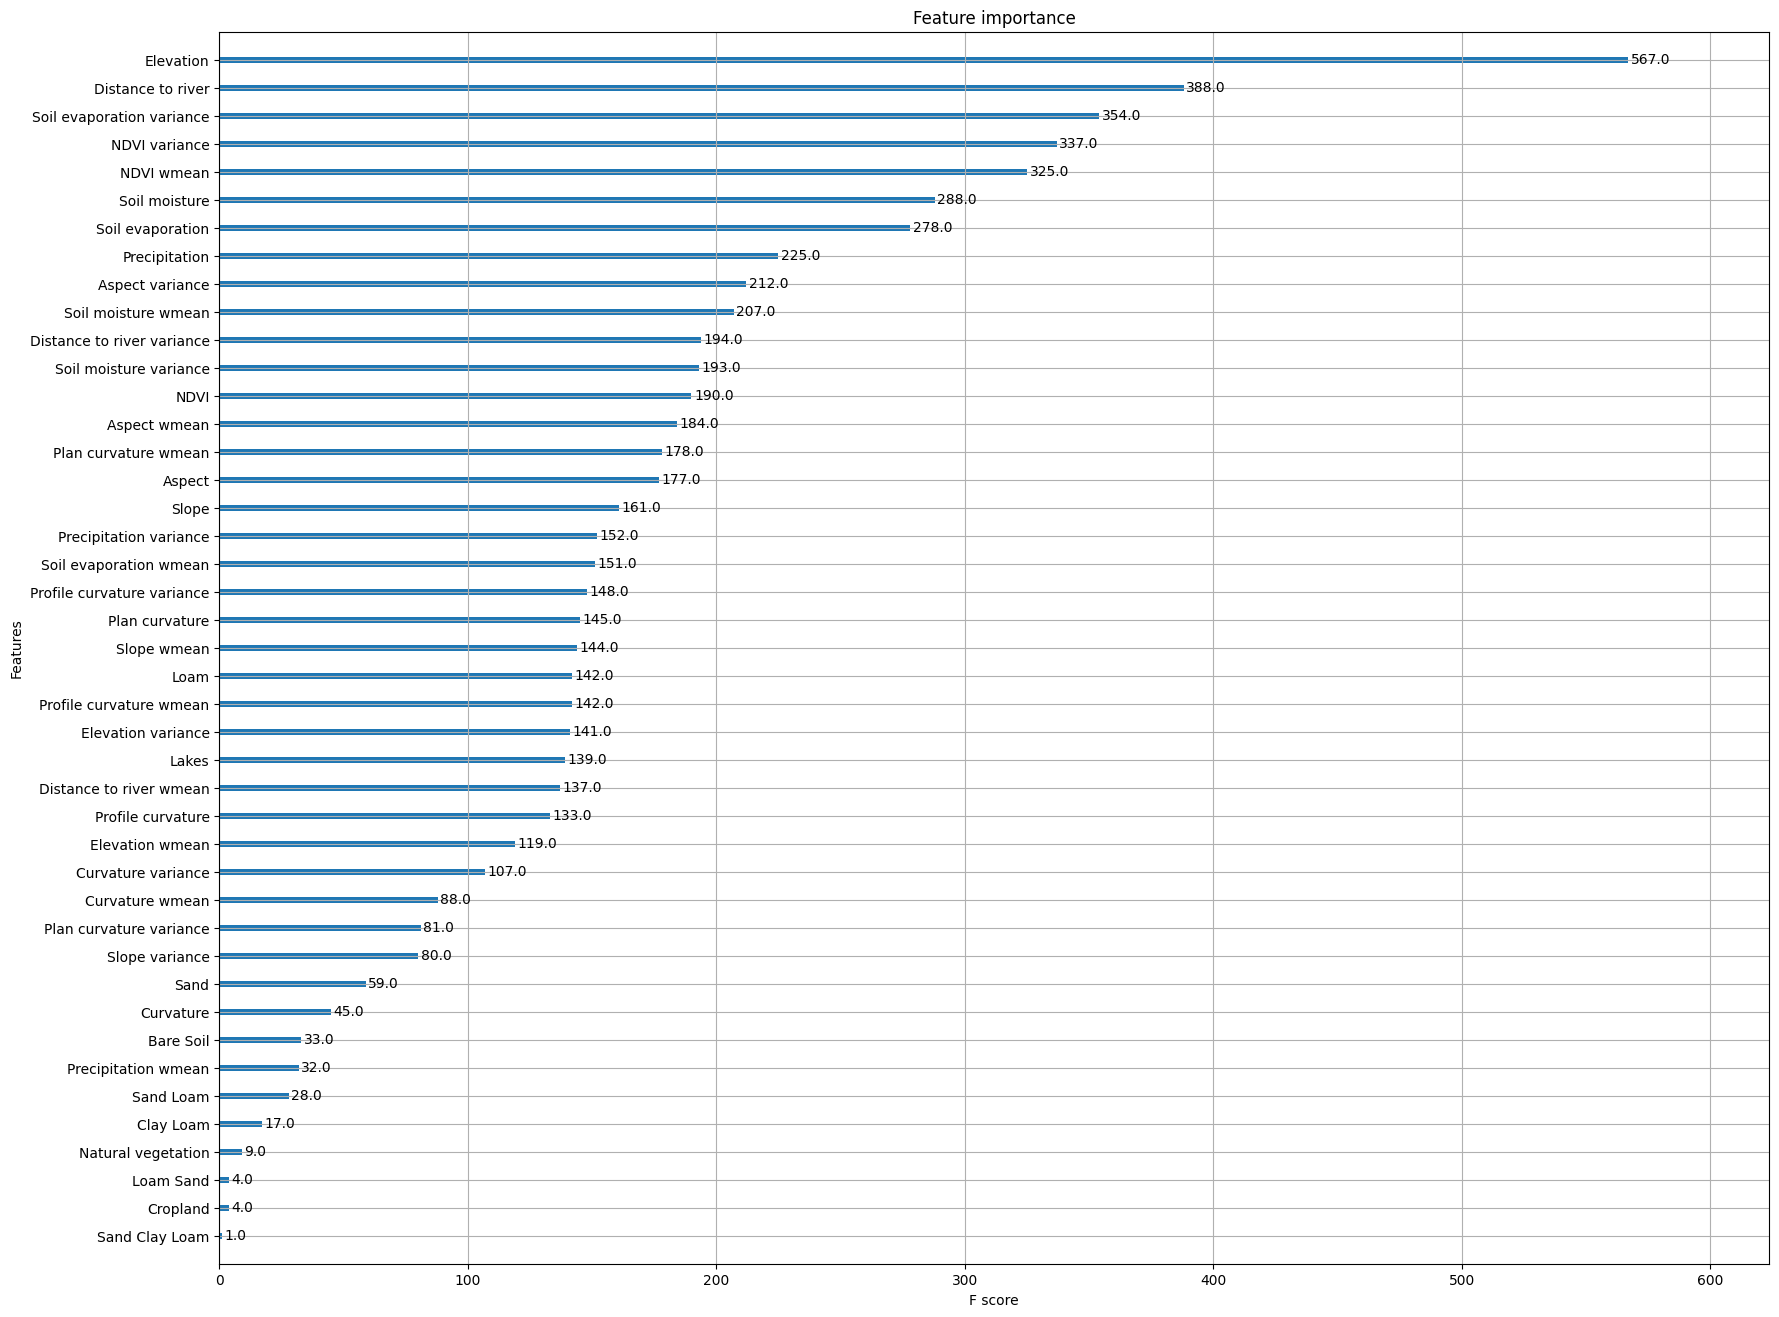 Feature importance
Elevation 567.0
Distance to river 388.0
Soil evaporation variance 354.0
NDVI variance 337.0
NDVI wmean 325.0
Soil moisture 288.0
Soil evaporation 278.0
Precipitation 225.0
Aspect variance 212.0
Soil moisture wmean 207.0
Distance to river variance 194.0
Soil moisture variance 193.0
NDVI 190.0
Aspect wmean 184.0
Plan curvature wmean 178.0
Aspect 177.0
Slope 161.0
Precipitation variance 152.0
Soil evaporation wmean 151.0
Profile curvature variance 148.0
Plan curvature 145.0
Slope wmean 144.0
Loam 142.0
Profile curvature wmean 142.0
Elevation variance 141.0
Lakes 139.0
Distance to river wmean 137.0
Profile curvature 133.0
Elevation wmean 119.0
Curvature variance 107.0
Curvature wmean 88.0
Plan curvature variance 81.0
Slope variance 80.0
Sand 59.0
Curvature 45.0
Bare Soil 33.0
Precipitation wmean 32.0
Sand Loam 28.0
Clay Loam 17.0
Natural vegetation 9.0
Loam Sand 4.0
Cropland 4.0
Sand Clay Loam 1.0
Features
0 100 200 300 400 500 600
F score